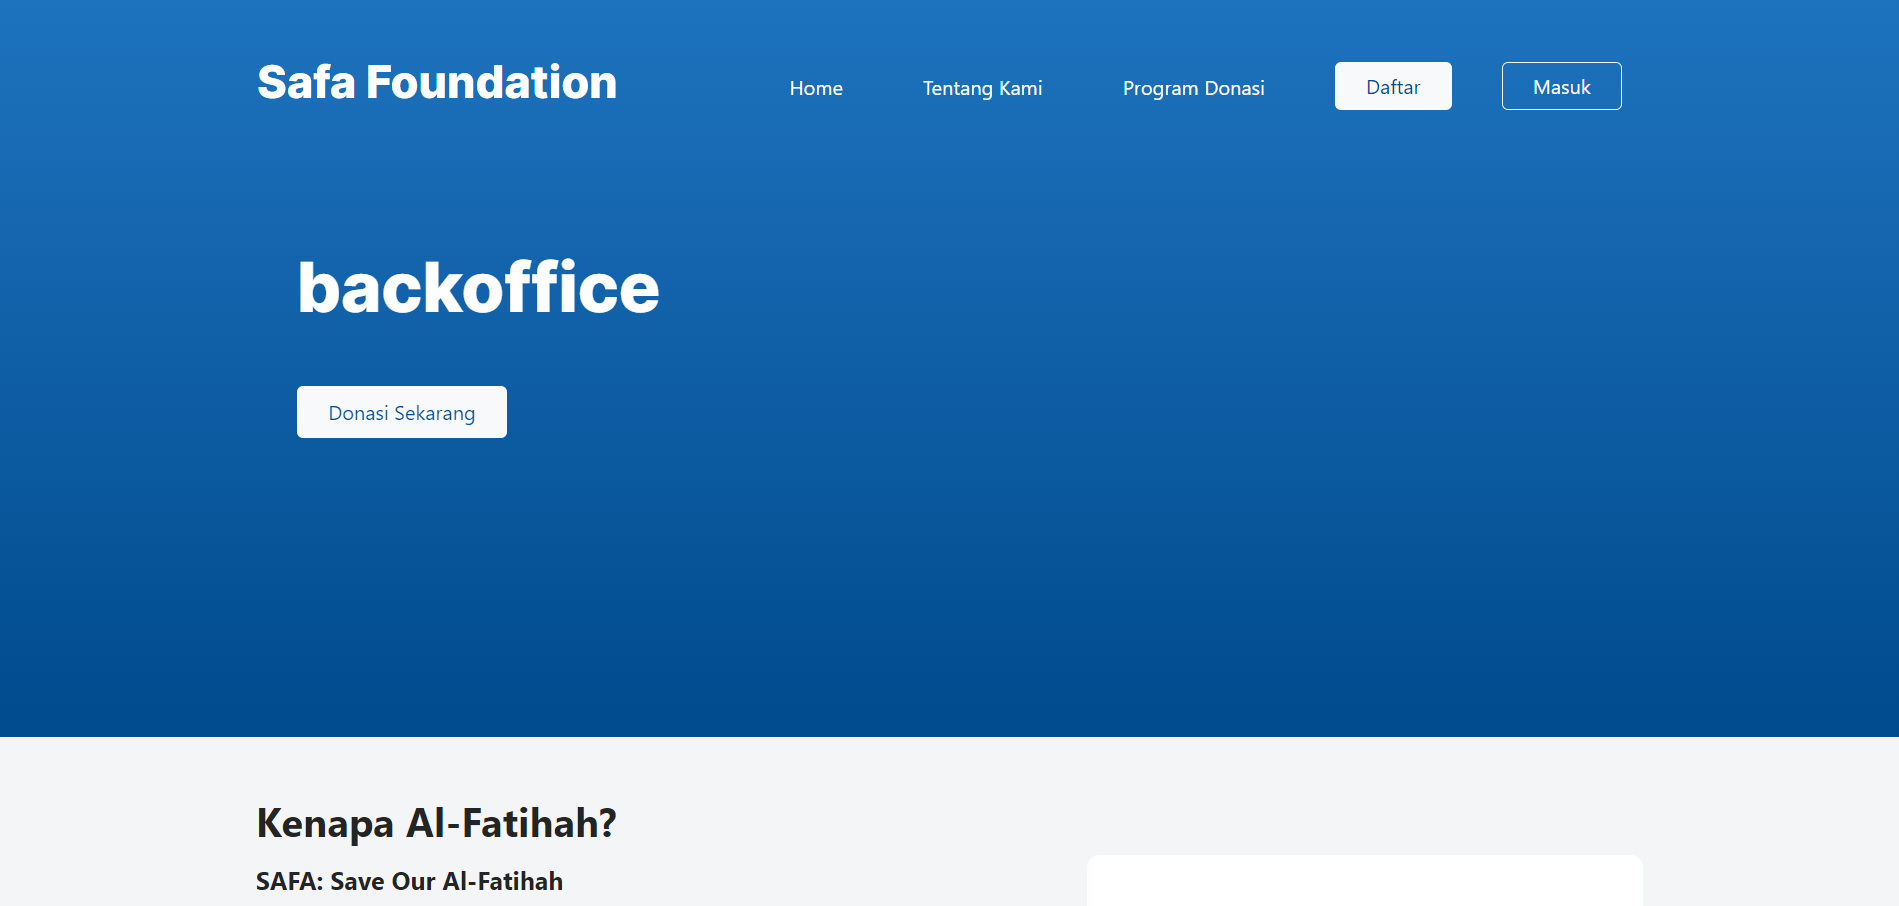 Safa Foundation
Home
Tentang Kami
Program Donasi
Daftar
Masuk
backoffice
Donasi Sekarang
Kenapa Al-Fatihah?
SAFA: Save Our Al-Fatihah